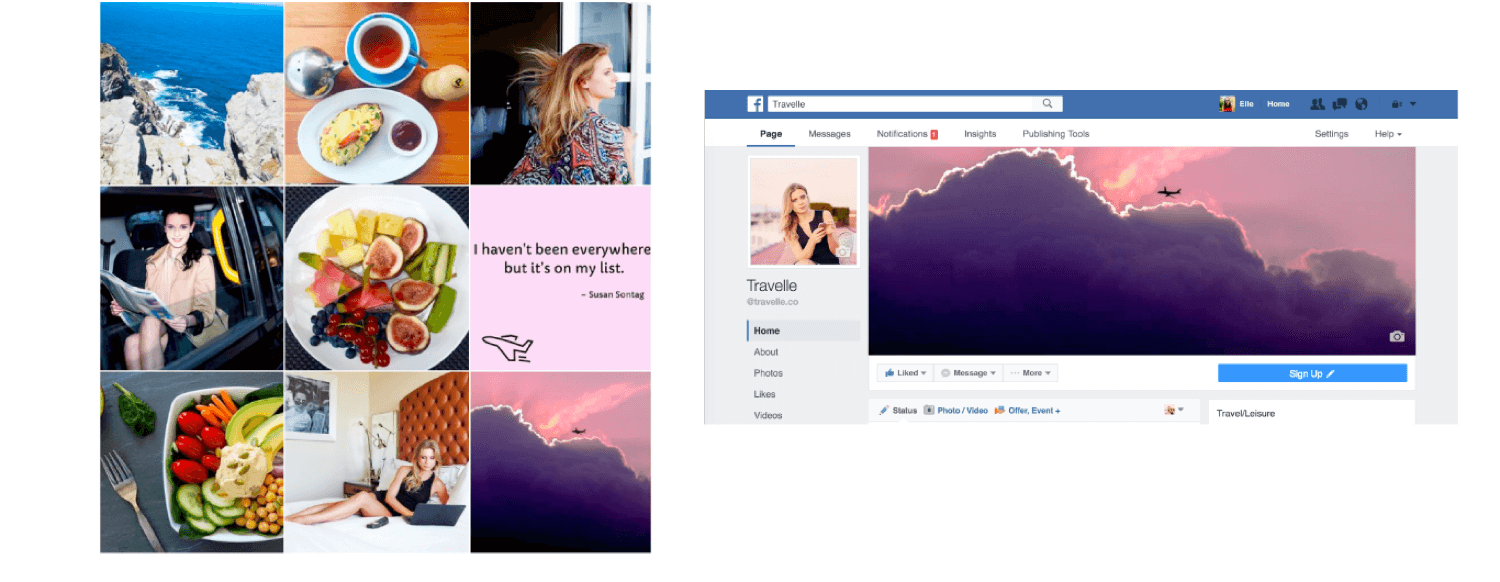 I haven't been everywhere
but it's on my list.
– Susan Sontag
f Travelle
Elle Home
Page Messages Notifications 1 Insights Publishing Tools Settings Help
Travelle
@travelle.co
Home
About
Photos
Likes
Videos
Liked Message More Sign Up
Status Photo / Video Offer, Event +
Travel/Leisure